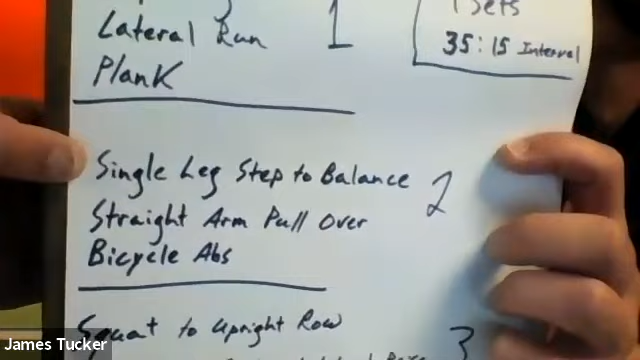 Lateral Run 1
Plank
Sets
35:15 Interval
Single Leg Step to Balance 2
Straight Arm Pull Over
Bicycle Abs
Squat to Upright Row
3
James Tucker